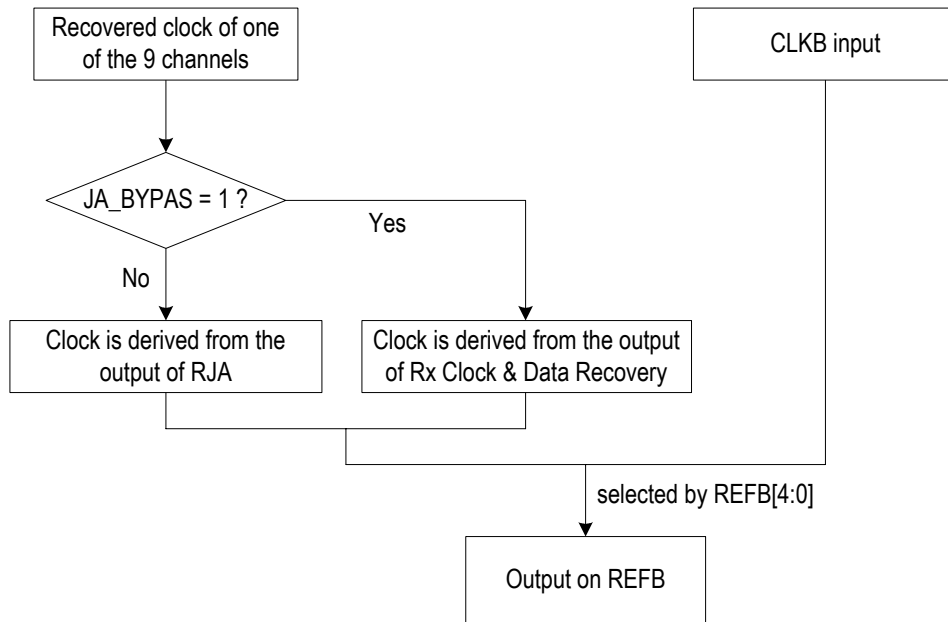 Recovered clock of one
of the 9 channels
CLKB input
JA_BYPAS = 1 ?
Yes
No
Clock is derived from the
output of RJA
Clock is derived from the output
of Rx Clock & Data Recovery
selected by REFB[4:0]
Output on REFB